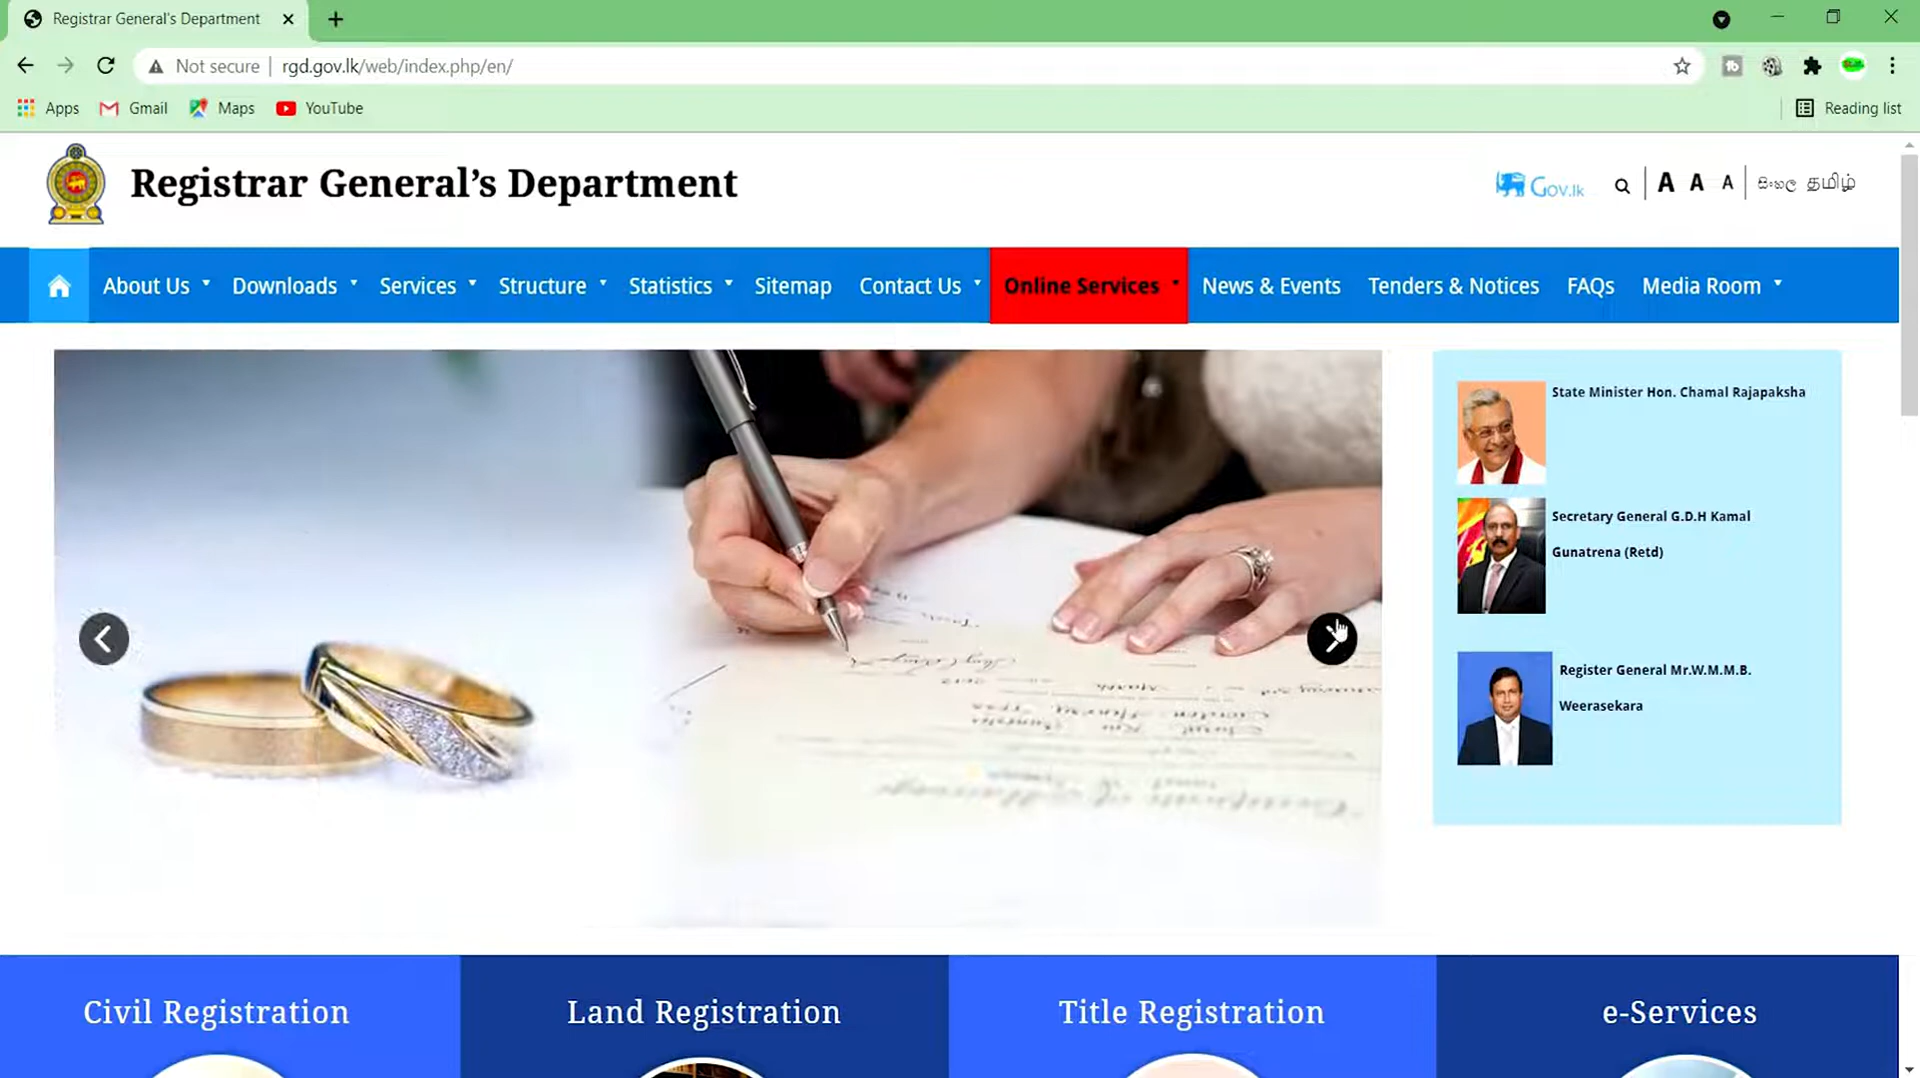 Registrar General's Department
Not secure
rgd.gov.lk/web/index.php/en/
Apps
Gmail
Maps
YouTube
Reading list
Registrar General’s Department
Gov.lk
A A A
සිංහල தமிழ்
About Us
Downloads
Services
Structure
Statistics
Sitemap
Contact Us
Online Services
News & Events
Tenders & Notices
FAQs
Media Room
State Minister Hon. Chamal Rajapaksha
Secretary General G.D.H Kamal
Gunatrena (Retd)
Register General Mr.W.M.M.B.
Weerasekara
Civil Registration
Land Registration
Title Registration
e-Services